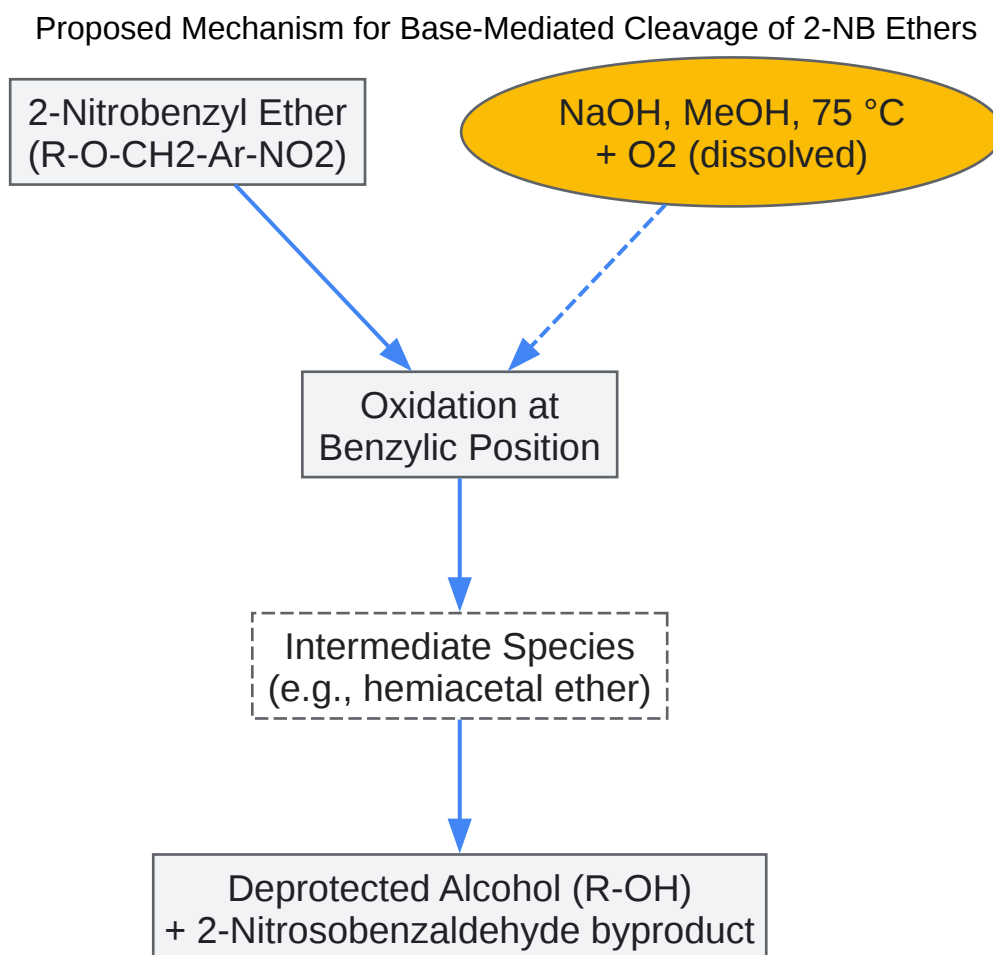 Proposed Mechanism for Base-Mediated Cleavage of 2-NB Ethers
2-Nitrobenzyl Ether
(R-O-CH2-Ar-NO2)
NaOH, MeOH, 75 °C
+ O2 (dissolved)
Oxidation at
Benzylic Position
Intermediate Species
(e.g., hemiacetal ether)
Deprotected Alcohol (R-OH)
+ 2-Nitrosobenzaldehyde byproduct